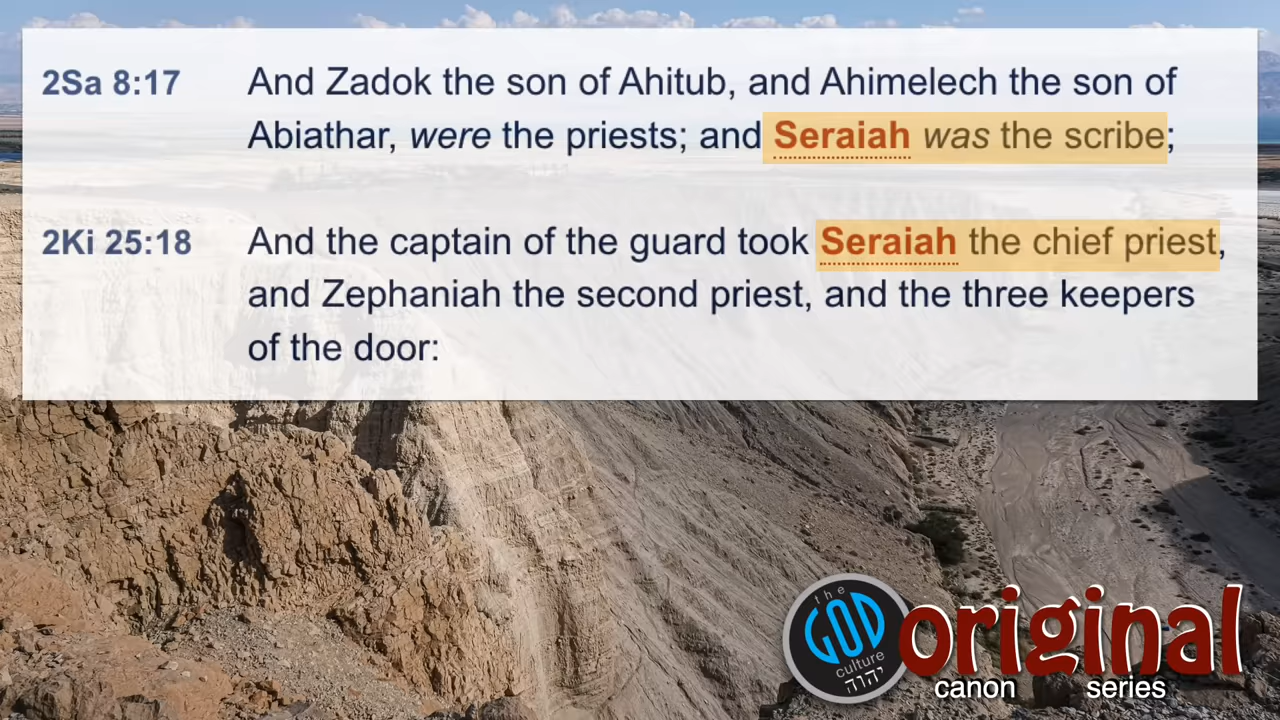 2Sa 8:17 And Zadok the son of Ahitub, and Ahimelech the son of
Abiathar, were the priests; and Seraiah was the scribe;
2Ki 25:18 And the captain of the guard took Seraiah the chief priest,
and Zephaniah the second priest, and the three keepers
of the door:
the
GOD
culture
יהוה
original
canon series